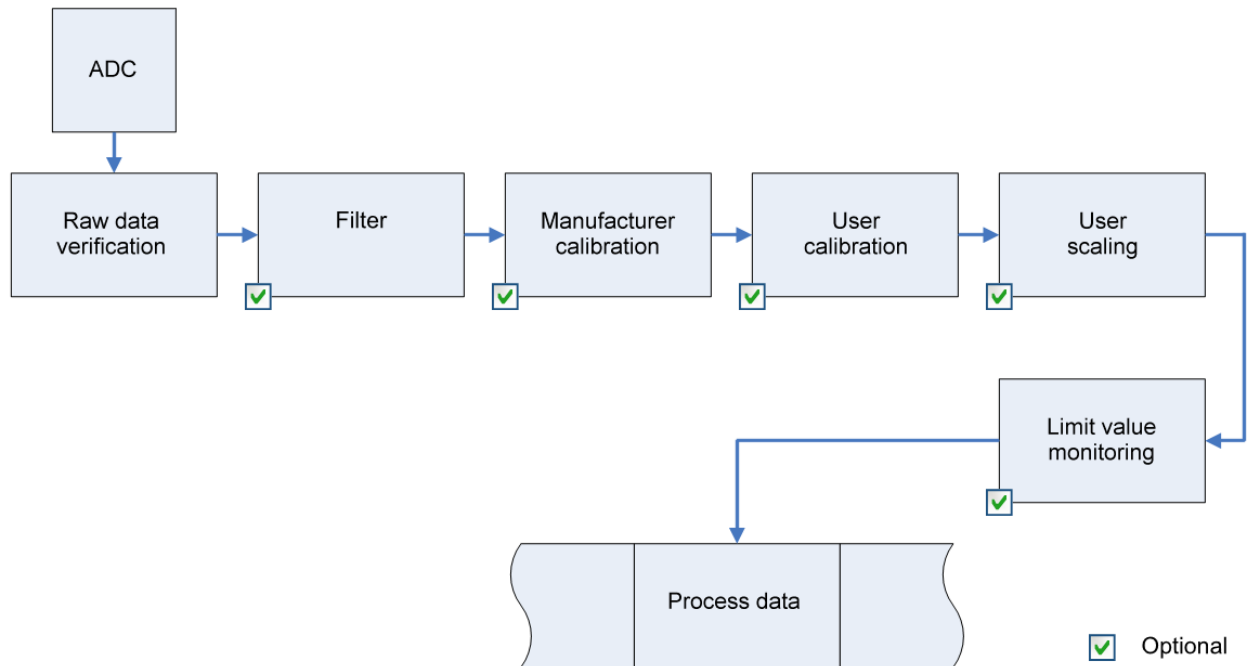 ADC
Raw data
verification
Filter
Manufacturer
calibration
User
calibration
User
scaling
Limit value
monitoring
Process data
Optional